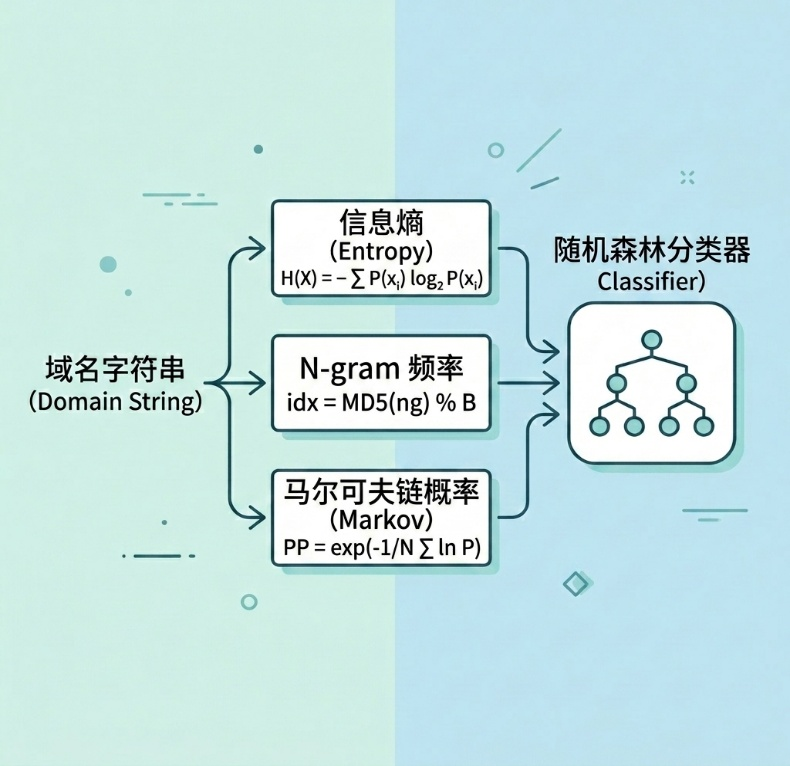 域名字符串
(Domain String)
信息熵
(Entropy)
H(X) = − ∑ P(xᵢ) log₂ P(xᵢ)
N-gram 频率
idx = MD5(ng) % B
马尔可夫链概率
(Markov)
PP = exp(-1/N ∑ ln P)
随机森林分类器
Classifier)